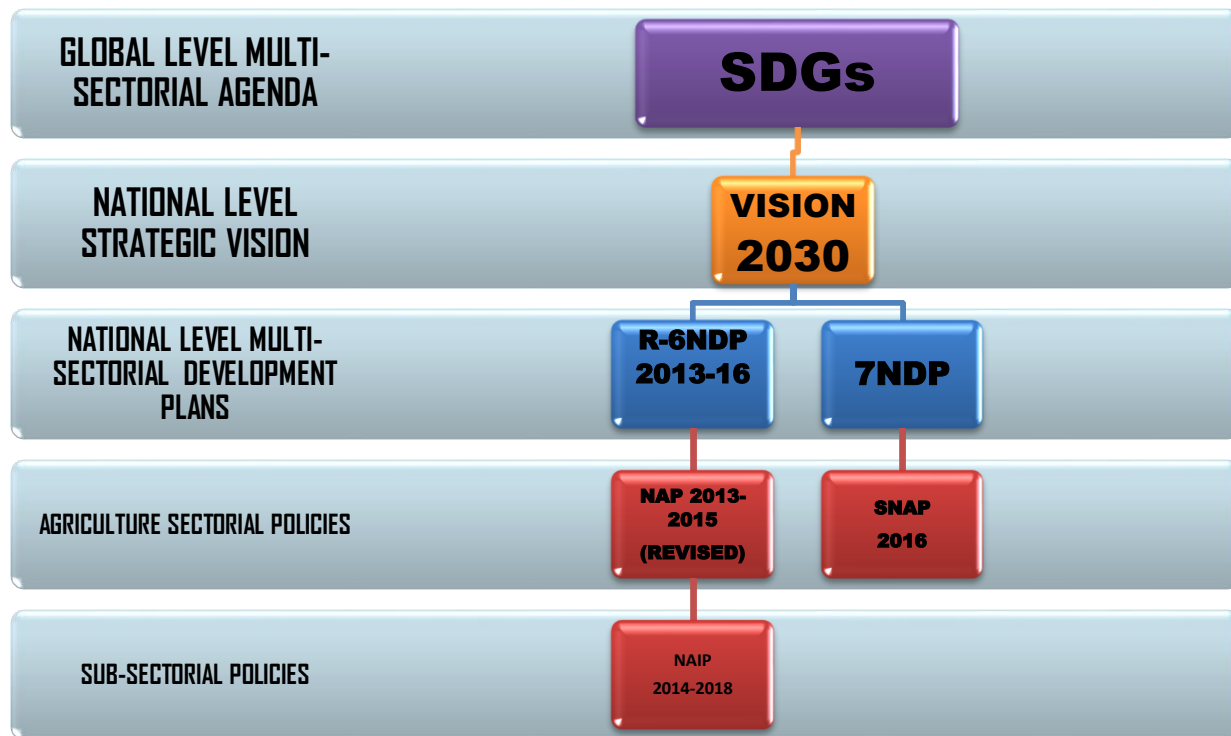 GLOBAL LEVEL MULTI-
SECTORIAL AGENDA
SDGs
NATIONAL LEVEL
STRATEGIC VISION
VISION
2030
NATIONAL LEVEL MULTI-
SECTORIAL DEVELOPMENT
PLANS
R-6NDP
2013-16
7NDP
AGRICULTURE SECTORIAL POLICIES
NAP 2013-
2015
(REVISED)
SNAP
2016
SUB-SECTORIAL POLICIES
NAIP
2014-2018